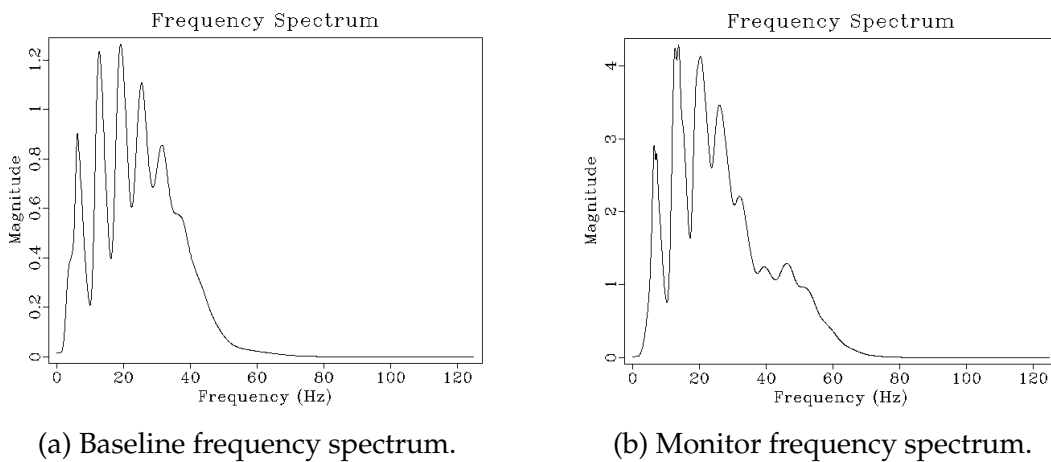 Frequency Spectrum
Magnitude
0 0.2 0.4 0.6 0.8 1 1.2
0 20 40 60 80 100 120
Frequency (Hz)
(a) Baseline frequency spectrum.
Frequency Spectrum
Magnitude
0 1 2 3 4
0 20 40 60 80 100 120
Frequency (Hz)
(b) Monitor frequency spectrum.